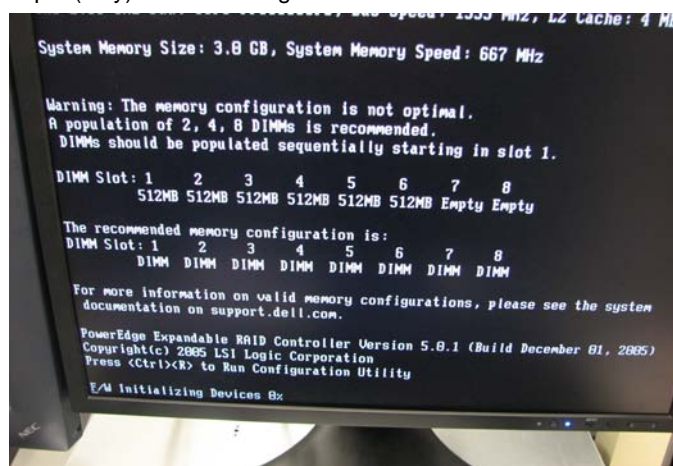 System Memory Size: 3.0 GB, System Memory Speed: 667 MHz
Warning: The memory configuration is not optimal.
A population of 2, 4, 8 DIMMs is recommended.
DIMMs should be populated sequentially starting in slot 1.
DIMM Slot: 1 2 3 4 5 6 7 8
512MB 512MB 512MB 512MB 512MB 512MB Empty Empty
The recommended memory configuration is:
DIMM Slot: 1 2 3 4 5 6 7 8
DIMM DIMM DIMM DIMM DIMM DIMM DIMM DIMM
For more information on valid memory configurations, please see the system
documentation on support.dell.com.
PowerEdge Expandable RAID Controller Version 5.0.1 (Build December 01, 2005)
Copyright(c) 2005 LSI Logic Corporation
Press <Ctrl><R> to Run Configuration Utility
F/W Initializing Devices 0%
NEC